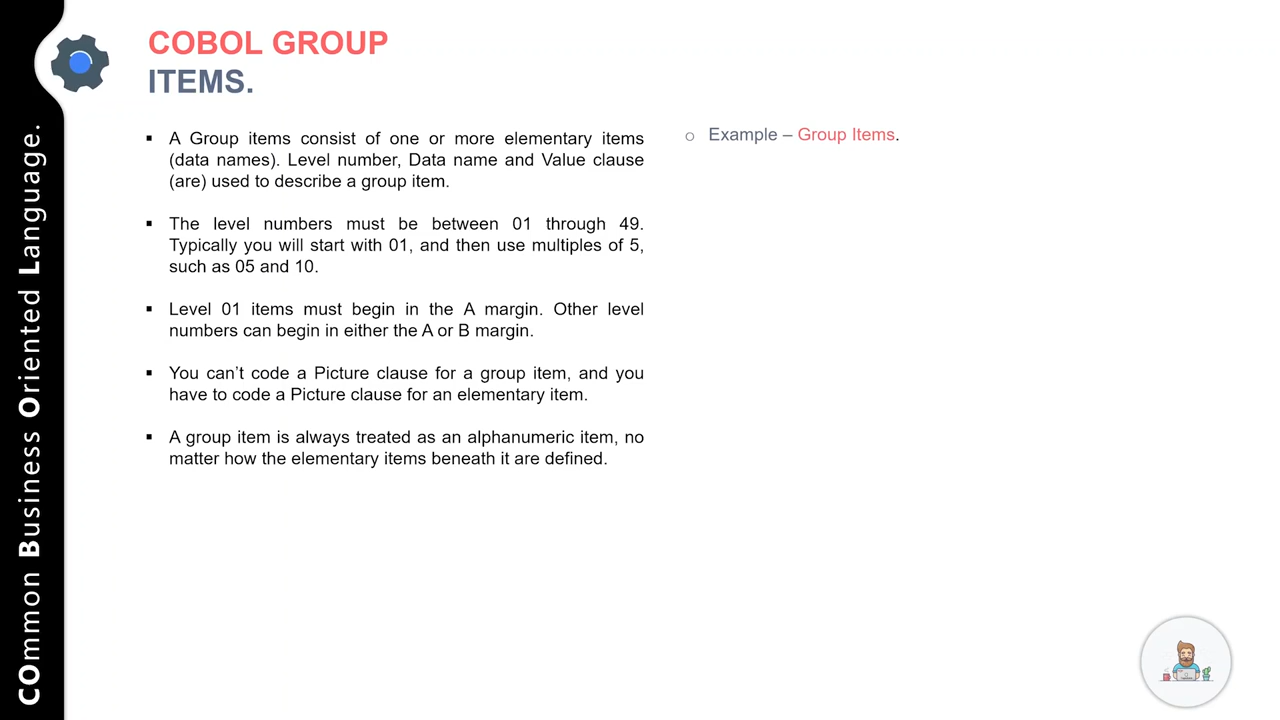 COBOL GROUP
ITEMS.
▪ A Group items consist of one or more elementary items
(data names). Level number, Data name and Value clause
(are) used to describe a group item.
▪ The level numbers must be between 01 through 49.
Typically you will start with 01, and then use multiples of 5,
such as 05 and 10.
▪ Level 01 items must begin in the A margin. Other level
numbers can begin in either the A or B margin.
▪ You can’t code a Picture clause for a group item, and you
have to code a Picture clause for an elementary item.
▪ A group item is always treated as an alphanumeric item, no
matter how the elementary items beneath it are defined.
o Example – Group Items.
COmmon Business Oriented Language.